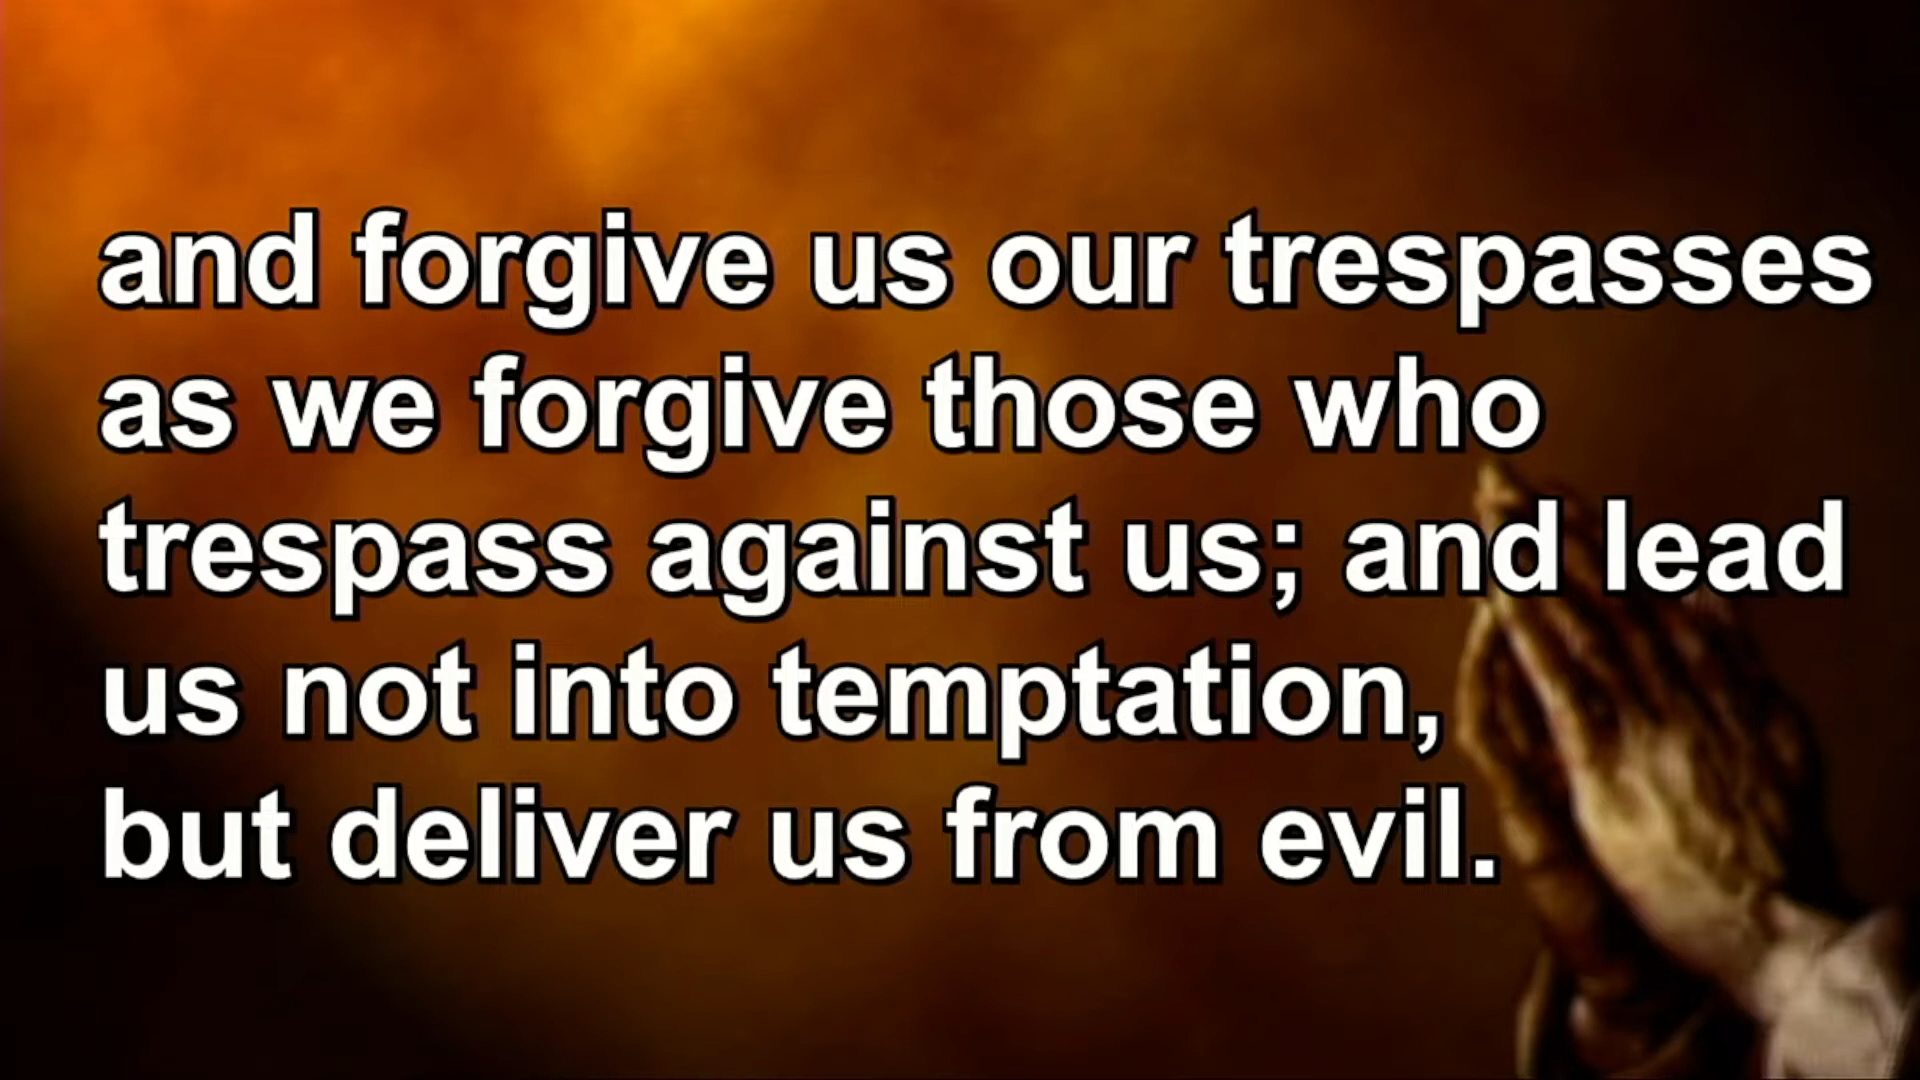 and forgive us our trespasses
as we forgive those who
trespass against us; and lead
us not into temptation,
but deliver us from evil.